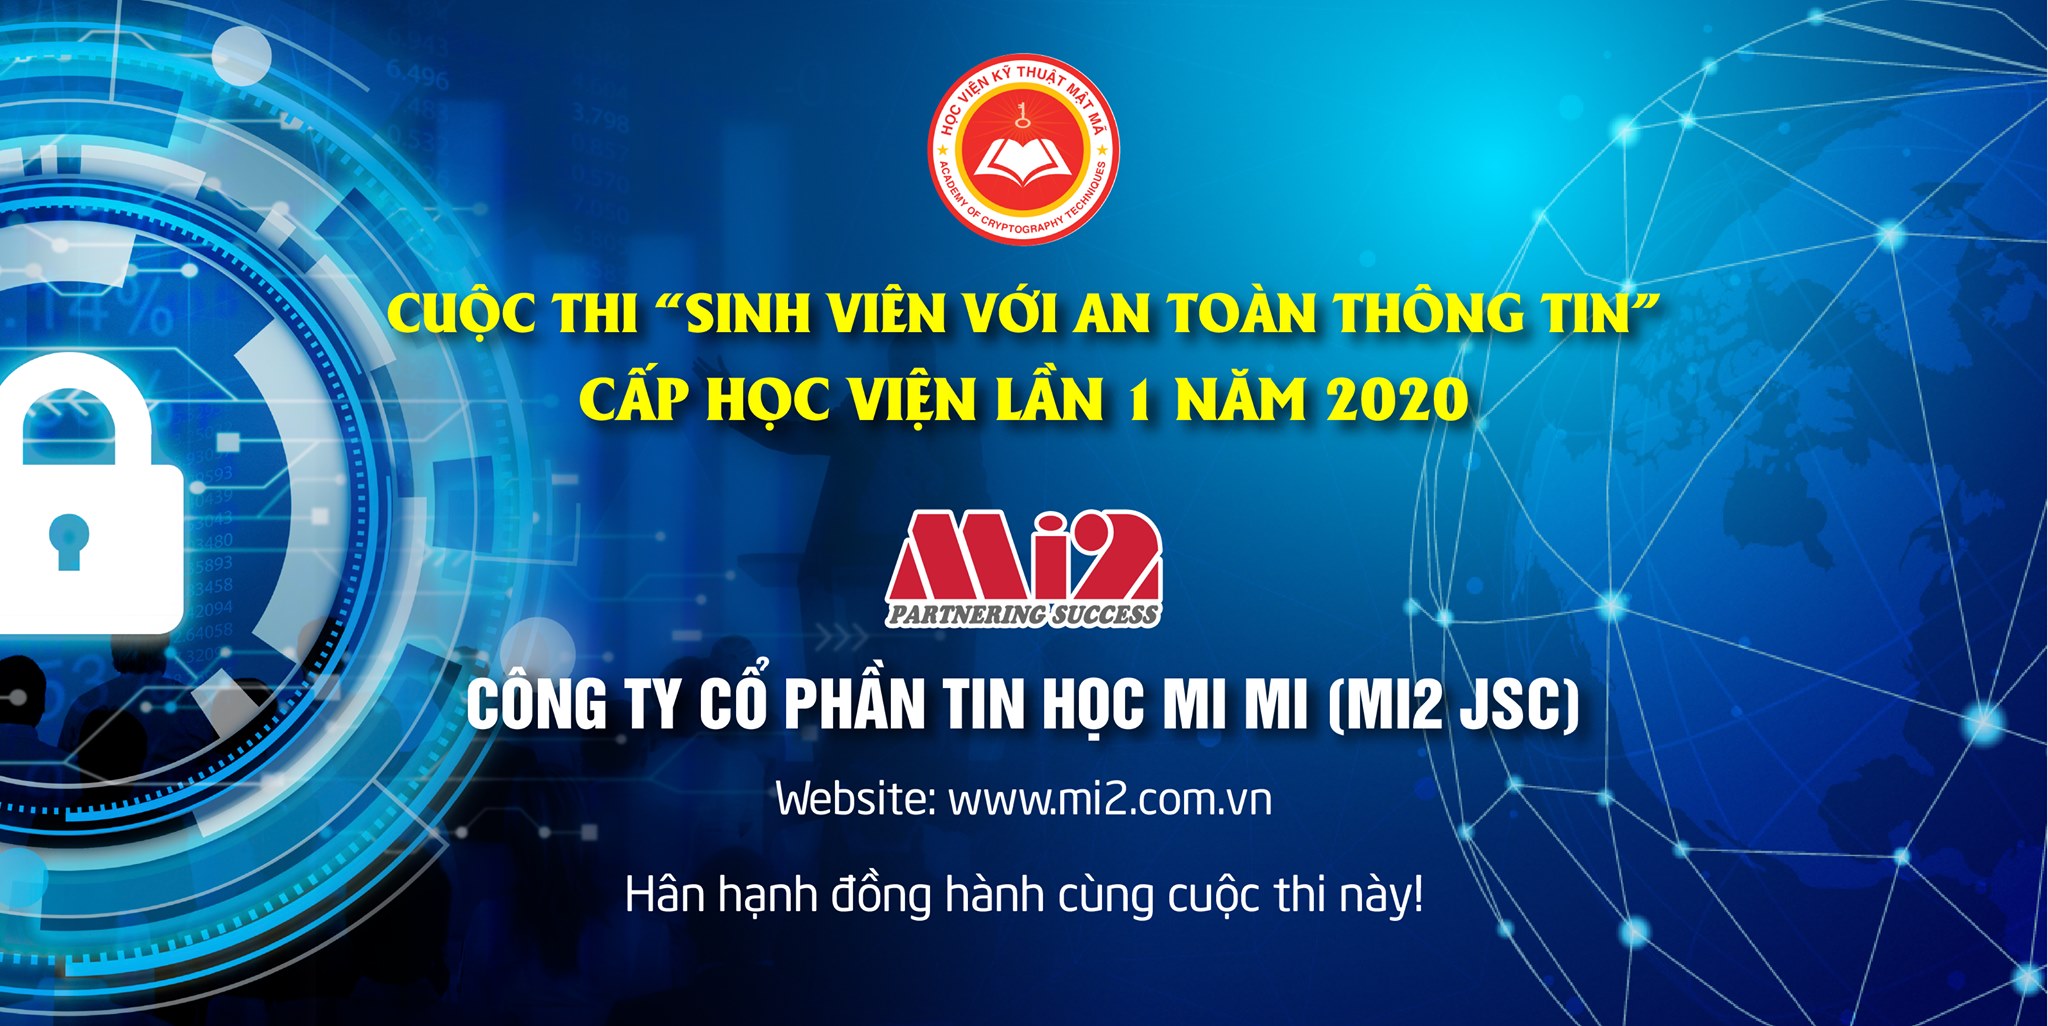 HỌC VIỆN KỸ THUẬT MẬT MÃ
ACADEMY OF CRYPTOGRAPHY TECHNIQUES
CUỘC THI “SINH VIÊN VỚI AN TOÀN THÔNG TIN”
CẤP HỌC VIỆN LẦN 1 NĂM 2020
Mi2
PARTNERING SUCCESS
CÔNG TY CỔ PHẦN TIN HỌC MI MI (MI2 JSC)
Website: www.mi2.com.vn
Hân hạnh đồng hành cùng cuộc thi này!